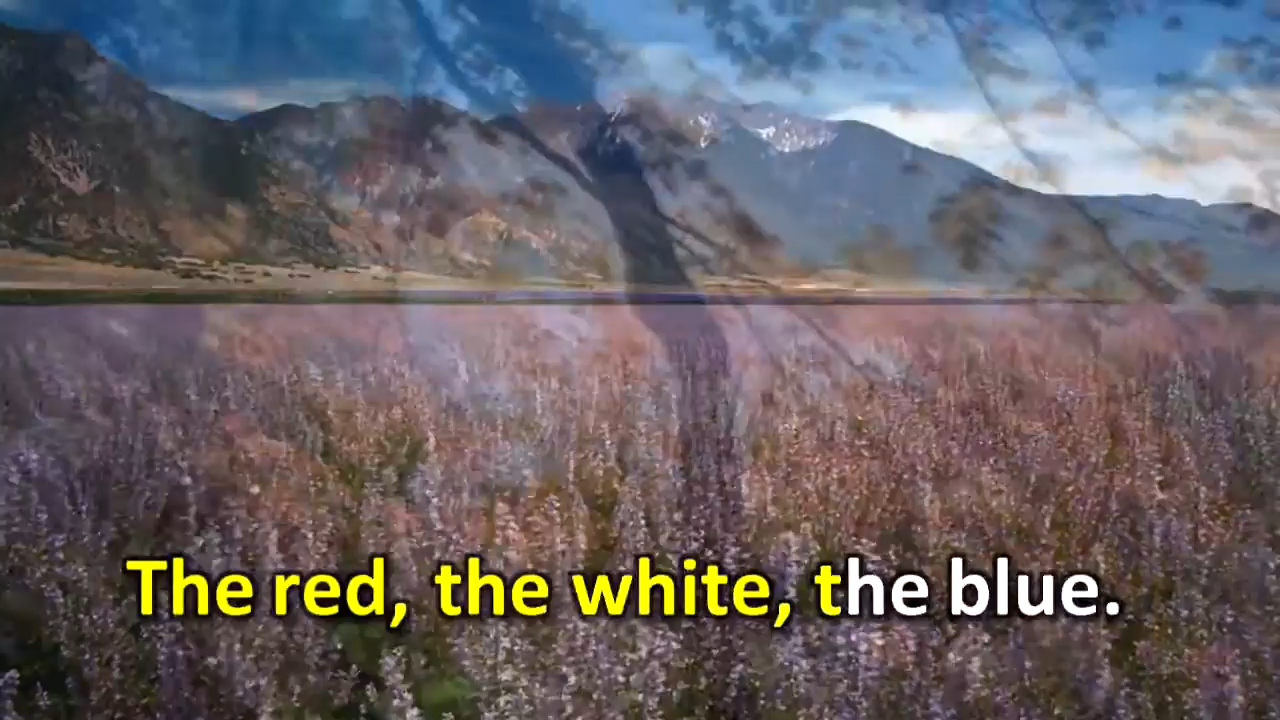 The red, the white, the blue.